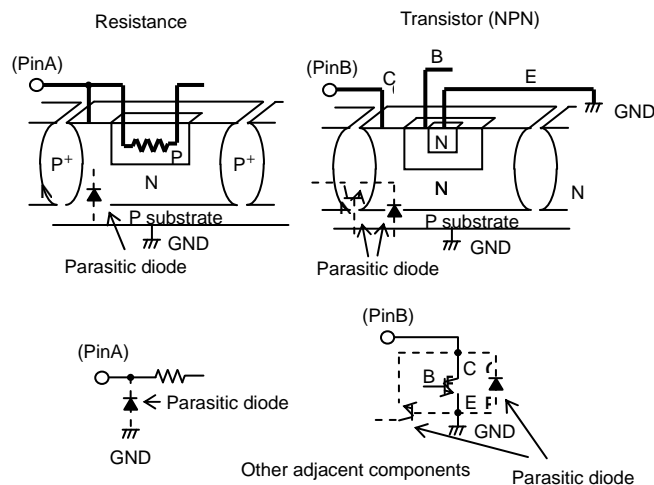 Resistance
Transistor (NPN)
(PinA)
(PinB)
C
B
E
GND
P+
P
P+
N
N
N
N
P substrate
P substrate
GND
GND
Parasitic diode
Parasitic diode
(PinA)
Parasitic diode
GND
(PinB)
B
C
E
GND
Other adjacent components
Parasitic diode